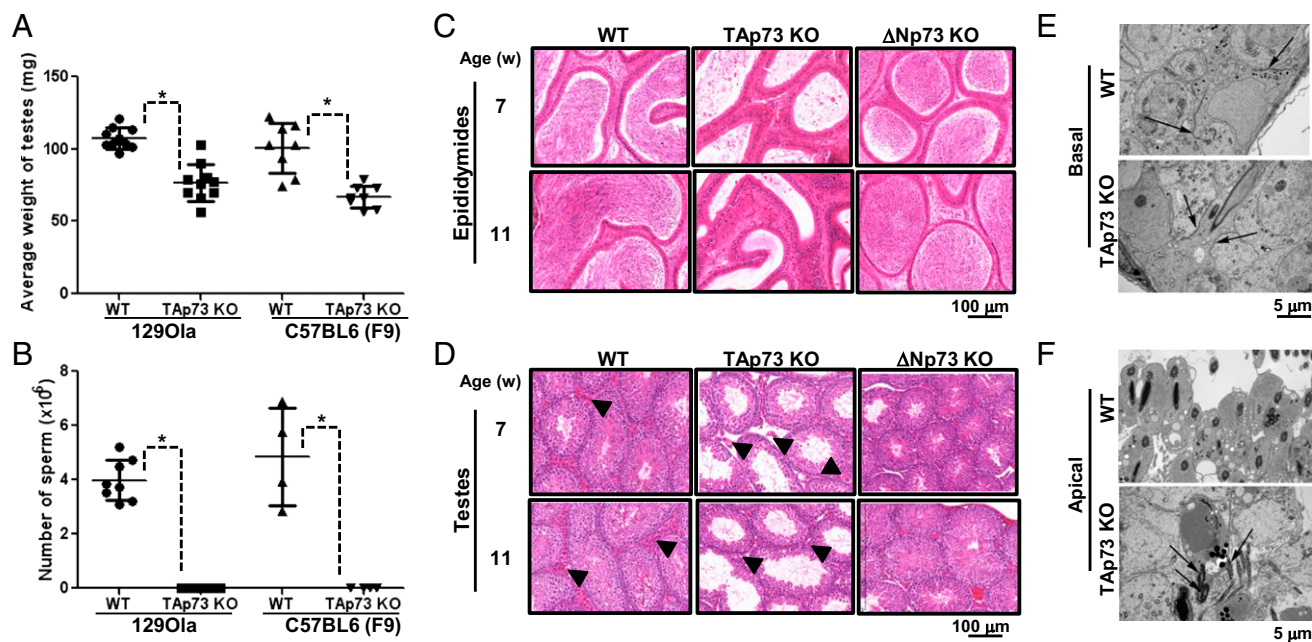 A
Average weight of testes (mg)
150
100
50
0
*
*
WT TAp73 KO WT TAp73 KO
129Ola C57BL6 (F9)
B
Number of sperm (x10⁶)
8
6
4
2
0
*
*
WT TAp73 KO WT TAp73 KO
129Ola C57BL6 (F9)
C
WT TAp73 KO ΔNp73 KO
Age (w)
7
11
Epididymides
100 µm
D
WT TAp73 KO ΔNp73 KO
Age (w)
7
11
Testes
100 µm
E
Basal
WT
TAp73 KO
5 µm
F
Apical
WT
TAp73 KO
5 µm